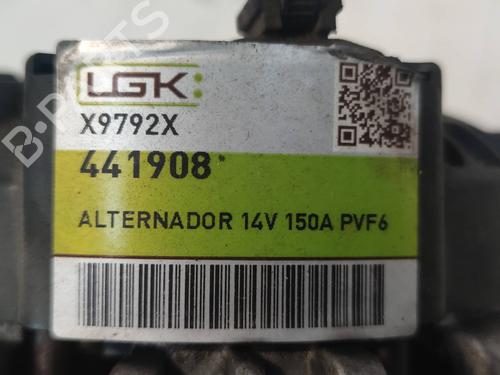 LGK
X9792X
441908
ALTERNADOR 14V 150A PVF6
B-PARTS